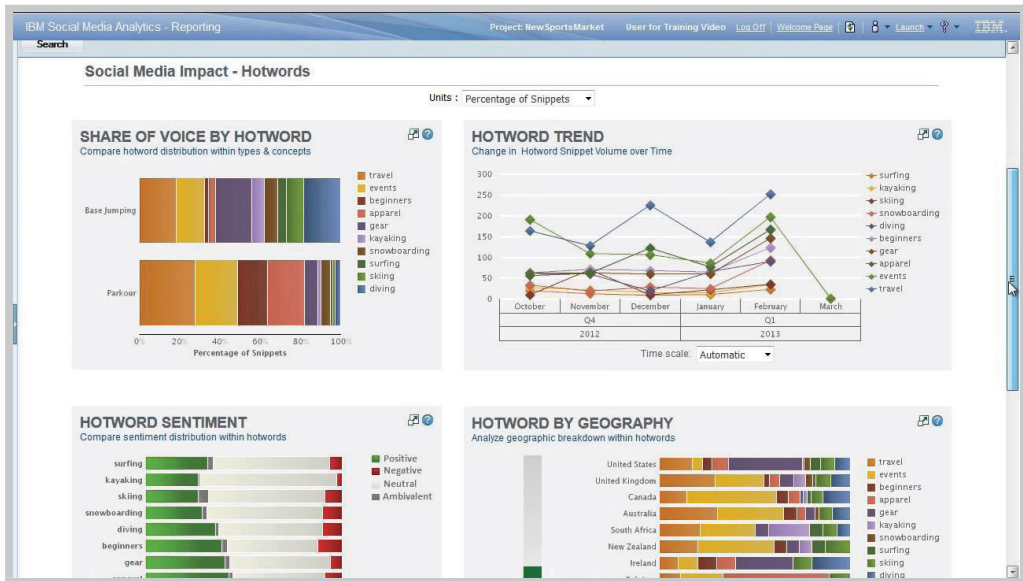 IBM Social Media Analytics - Reporting
Project: NewSportsMarket User for Training Video Log Off Welcome Page Launch IBM.
Search
Social Media Impact - Hotwords
Units : Percentage of Snippets
SHARE OF VOICE BY HOTWORD
Compare hotword distribution within types & concepts
Base Jumping
Parkour
0% 20% 40% 60% 80% 100%
Percentage of Snippets
travel
events
beginners
apparel
gear
kayaking
snowboarding
surfing
skiing
diving
HOTWORD TREND
Change in Hotword Snippet Volume over Time
300
250
200
150
100
50
0
October November December January February March
Q4 Q1
2012 2013
Time scale: Automatic
surfing
kayaking
skiing
snowboarding
diving
beginners
gear
apparel
events
travel
HOTWORD SENTIMENT
Compare sentiment distribution within hotwords
surfing
kayaking
skiing
snowboarding
diving
beginners
gear
Positive
Negative
Neutral
Ambivalent
HOTWORD BY GEOGRAPHY
Analyze geographic breakdown within hotwords
United States
United Kingdom
Canada
Australia
South Africa
New Zealand
Ireland
travel
events
beginners
apparel
gear
kayaking
snowboarding
surfing
skiing
diving